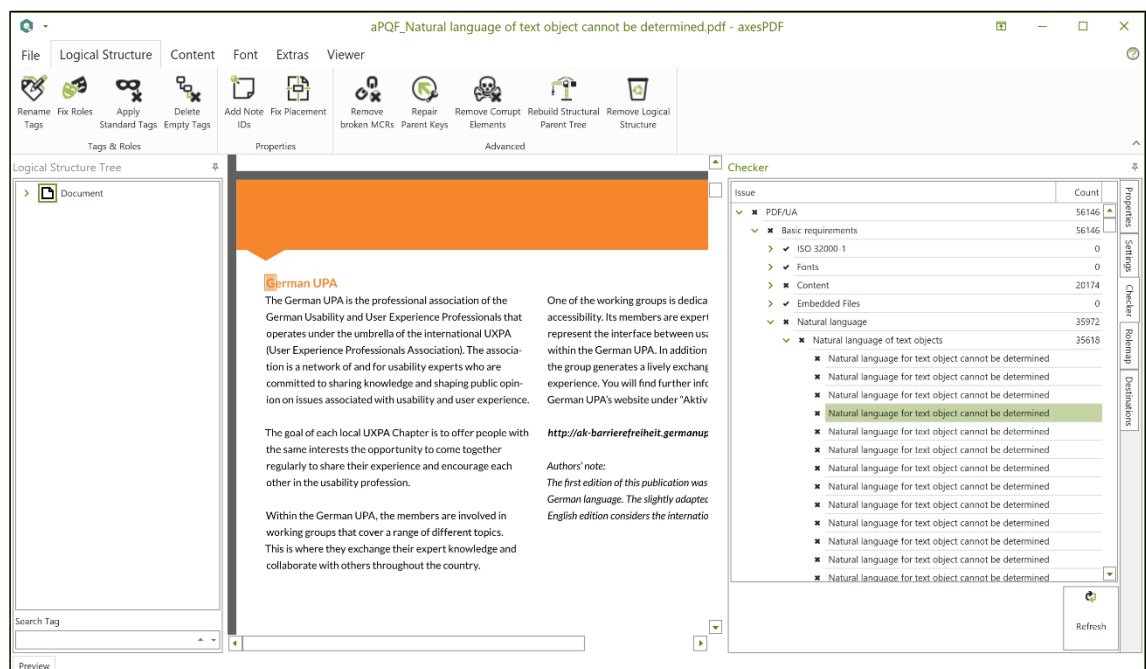 aPQF_Natural language of text object cannot be determined.pdf - axesPDF
File Logical Structure Content Font Extras Viewer
Rename Tags
Fix Roles
Apply Standard Tags
Delete Empty Tags
Add Note IDs
Fix Placement
Remove broken MCRs
Repair Parent Keys
Remove Corrupt Elements
Rebuild Structural Parent Tree
Remove Logical Structure
Tags & Roles
Properties
Advanced
Logical Structure Tree
Document
Search Tag
Preview
German UPA
The German UPA is the professional association of the
German Usability and User Experience Professionals that
operates under the umbrella of the international UXPA
(User Experience Professionals Association). The associa-
tion is a network of and for usability experts who are
committed to sharing knowledge and shaping public opin-
ion on issues associated with usability and user experience.
The goal of each local UXPA Chapter is to offer people with
the same interests the opportunity to come together
regularly to share their experience and encourage each
other in the usability profession.
Within the German UPA, the members are involved in
working groups that cover a range of different topics.
This is where they exchange their expert knowledge and
collaborate with others throughout the country.
One of the working groups is dedica
accessibility. Its members are expert
represent the interface between usa
within the German UPA. In addition
the group generates a lively exchang
experience. You will find further info
German UPA's website under "Aktiv
http://ak-barrierefreiheit.germanup
Authors' note:
The first edition of this publication was
German language. The slightly adapted
English edition considers the internatio
Checker
Issue Count
PDF/UA 56146
Basic requirements 56146
ISO 32000-1 0
Fonts 0
Content 20174
Embedded Files 0
Natural language 35972
Natural language of text objects 35618
Natural language for text object cannot be determined
Natural language for text object cannot be determined
Natural language for text object cannot be determined
Natural language for text object cannot be determined
Natural language for text object cannot be determined
Natural language for text object cannot be determined
Natural language for text object cannot be determined
Natural language for text object cannot be determined
Natural language for text object cannot be determined
Natural language for text object cannot be determined
Natural language for text object cannot be determined
Natural language for text object cannot be determined
Natural language for text object cannot be determined
Refresh
Properties
Settings
Checker
Rolemap
Destinations